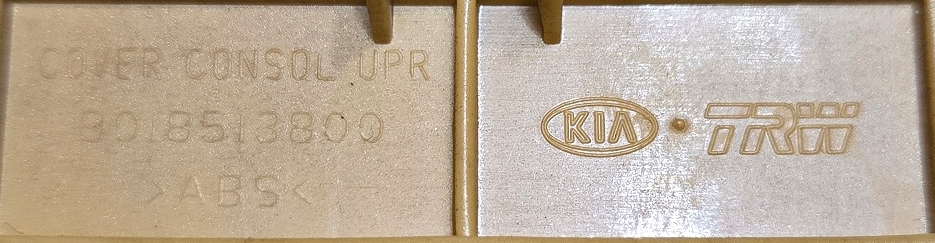 COVER CONSOL UPR
3018513800
>ABS<
KIA · TRW